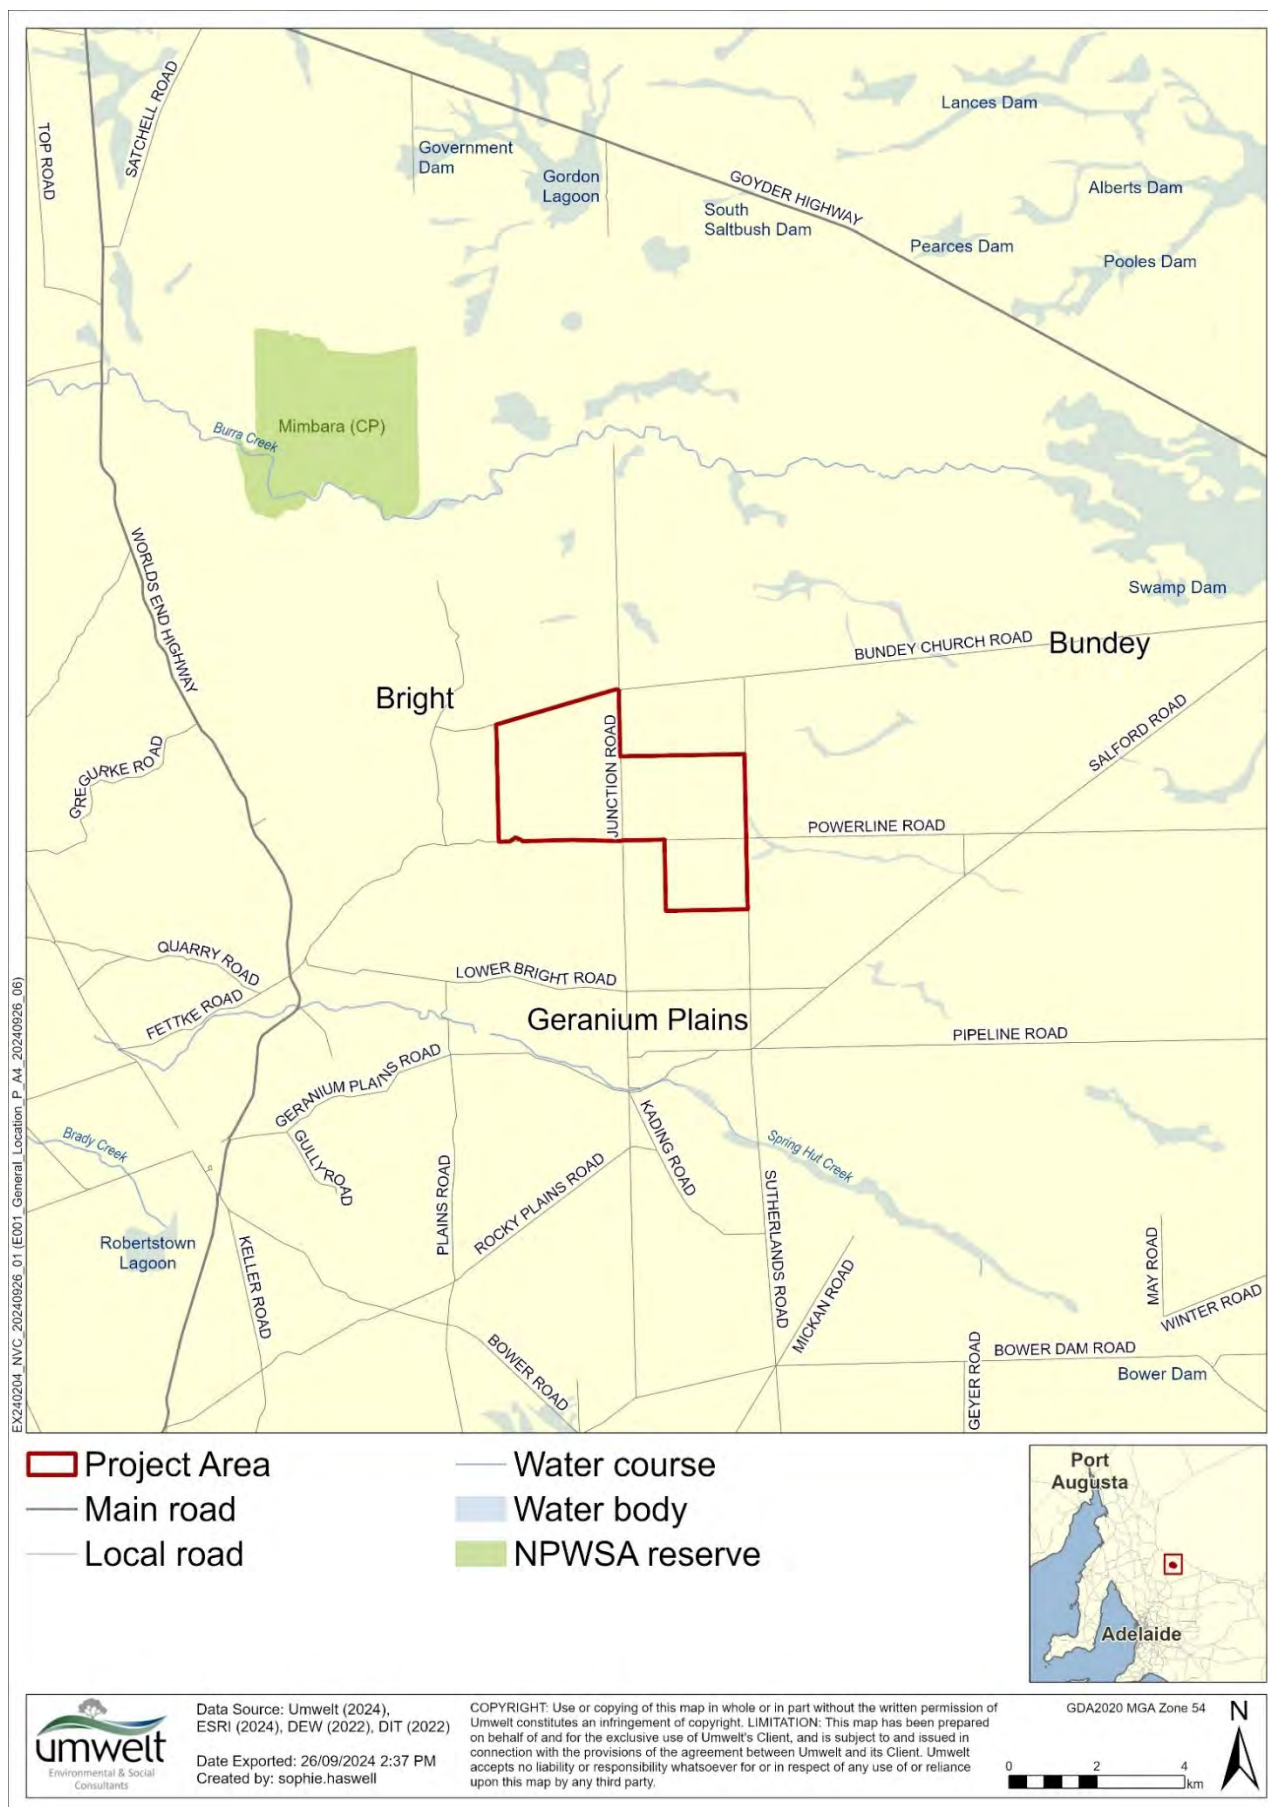 TOP ROAD
SATCHELL ROAD
Lances Dam
Government
Dam
Gordon
Lagoon
GOYDER HIGHWAY
Alberts Dam
South
Saltbush Dam
Pearces Dam
Pooles Dam
Mimbara (CP)
Burra Creek
WORLDS END HIGHWAY
Swamp Dam
BUNDEY CHURCH ROAD
Bundey
Bright
JUNCTION ROAD
SALFORD ROAD
GREGURKE ROAD
POWERLINE ROAD
QUARRY ROAD
LOWER BRIGHT ROAD
FETTKE ROAD
Geranium Plains
PIPELINE ROAD
GERANIUM PLAINS ROAD
KADING ROAD
Brady Creek
GULLY ROAD
Spring Hut Creek
PLAINS ROAD
ROCKY PLAINS ROAD
SUTHERLANDS ROAD
Robertstown
Lagoon
KELLER ROAD
MICKAN ROAD
MAY ROAD
WINTER ROAD
BOWER ROAD
GEYER ROAD
BOWER DAM ROAD
Bower Dam
EX240204_NVC_20240926_01 (E001_General_Location_P_A4_20240926_06)
Project Area
Main road
Local road
Water course
Water body
NPWSA reserve
Port
Augusta
Adelaide
umwelt
Environmental & Social
Consultants
Data Source: Umwelt (2024),
ESRI (2024), DEW (2022), DIT (2022)
Date Exported: 26/09/2024 2:37 PM
Created by: sophie.haswell
COPYRIGHT: Use or copying of this map in whole or in part without the written permission of
Umwelt constitutes an infringement of copyright. LIMITATION: This map has been prepared
on behalf of and for the exclusive use of Umwelt's Client, and is subject to and issued in
connection with the provisions of the agreement between Umwelt and its Client. Umwelt
accepts no liability or responsibility whatsoever for or in respect of any use of or reliance
upon this map by any third party.
GDA2020 MGA Zone 54
N
0 2 4
km